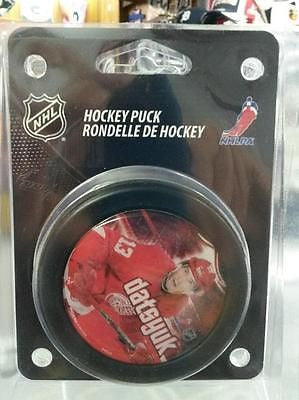 NHL
HOCKEY PUCK
RONDELLE DE HOCKEY
NHLPA
13
datsyuk